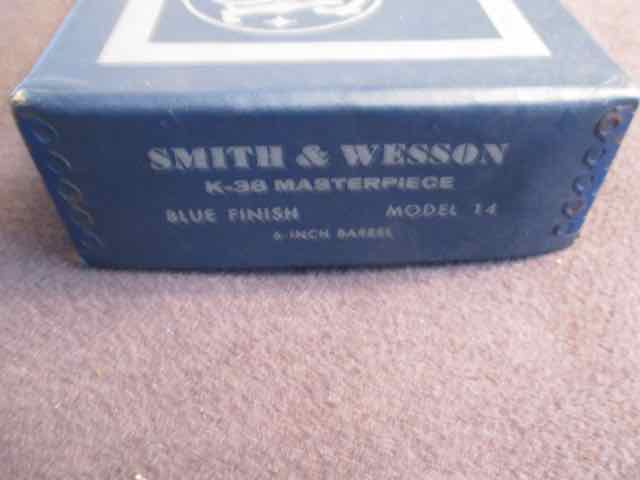 SMITH & WESSON
K-38 MASTERPIECE
BLUE FINISH MODEL 14
6-INCH BARREL